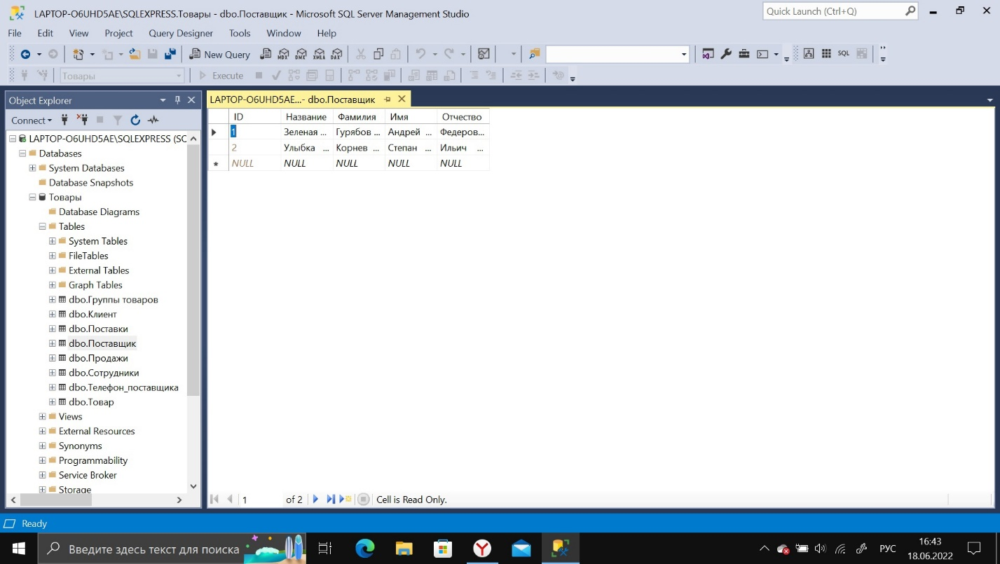 LAPTOP-O6UHD5AE\SQLEXPRESS.Товары - dbo.Поставщик - Microsoft SQL Server Management Studio
Quick Launch (Ctrl+Q)
File Edit View Project Query Designer Tools Window Help
New Query MDX DMX XMLA DAX SQL
Товары Execute
Object Explorer
Connect
LAPTOP-O6UHD5AE\SQLEXPRESS (SC
Databases
System Databases
Database Snapshots
Товары
Database Diagrams
Tables
System Tables
FileTables
External Tables
Graph Tables
dbo.Группы товаров
dbo.Клиент
dbo.Поставки
dbo.Поставщик
dbo.Продажи
dbo.Сотрудники
dbo.Телефон_поставщика
dbo.Товар
Views
External Resources
Synonyms
Programmability
Service Broker
Storage
LAPTOP-O6UHD5AE...- dbo.Поставщик
ID Название Фамилия Имя Отчество
1 Зеленая ... Гурябов ... Андрей ... Федеров...
2 Улыбка ... Корнев ... Степан ... Ильич ...
NULL NULL NULL NULL NULL
1 of 2 Cell is Read Only.
Ready
Введите здесь текст для поиска
РУС
16:43
18.06.2022